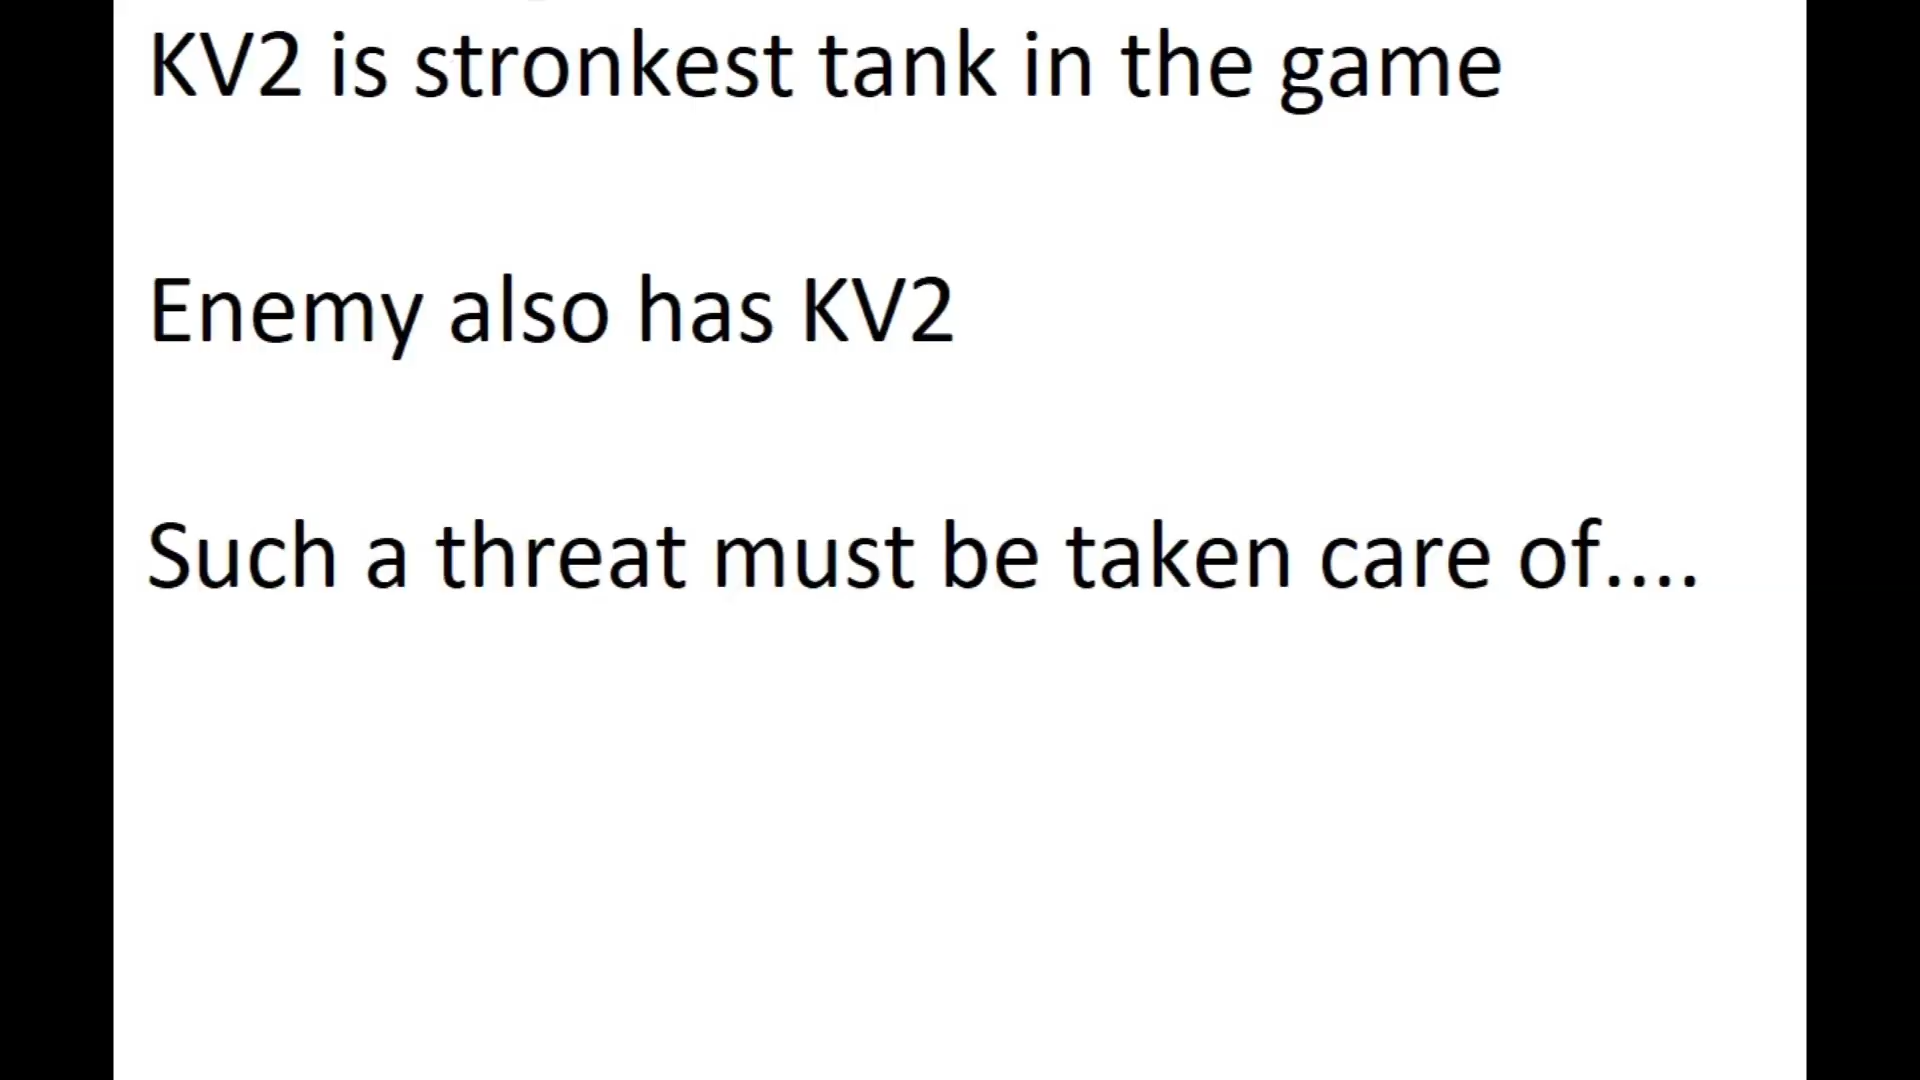 KV2 is stronkest tank in the game
Enemy also has KV2
Such a threat must be taken care of....